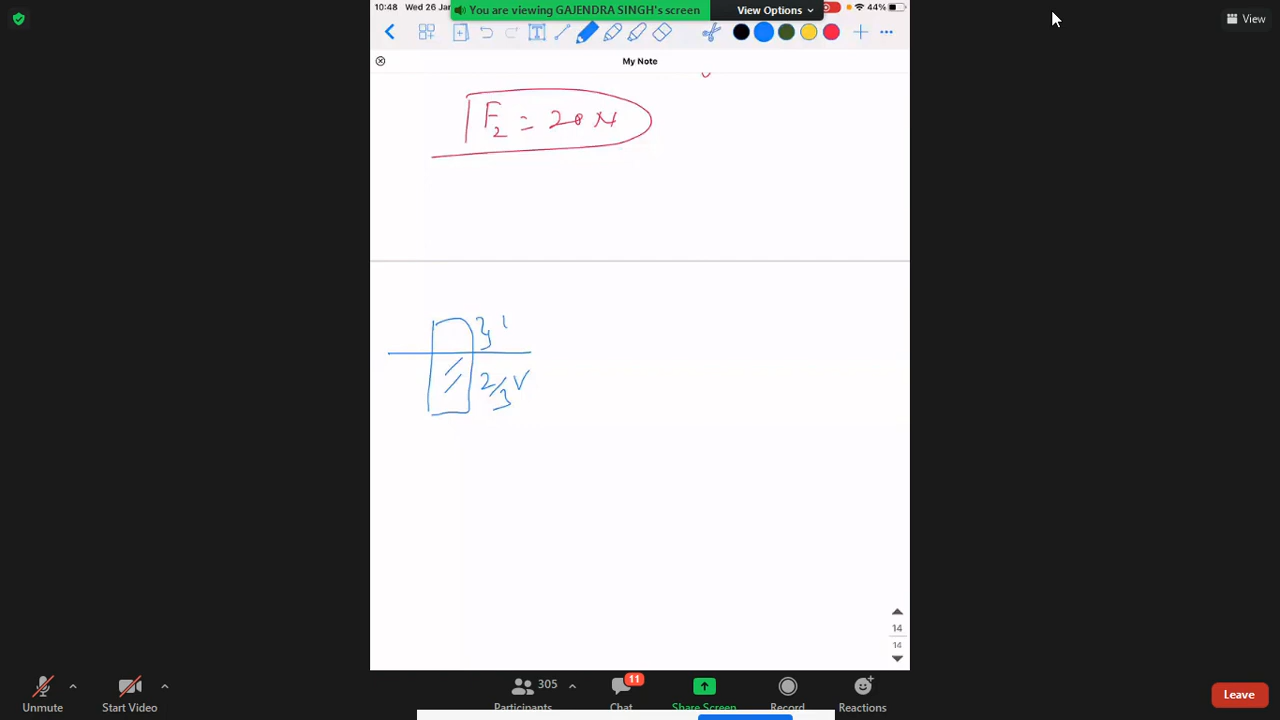 10:48 Wed 26 Jan
You are viewing GAJENDRA SINGH's screen
View Options
44%
View
My Note
F₂ = 20 N
2/3 V
14
14
Unmute
Start Video
305
Participants
11
Chat
Share Screen
Record
Reactions
Leave